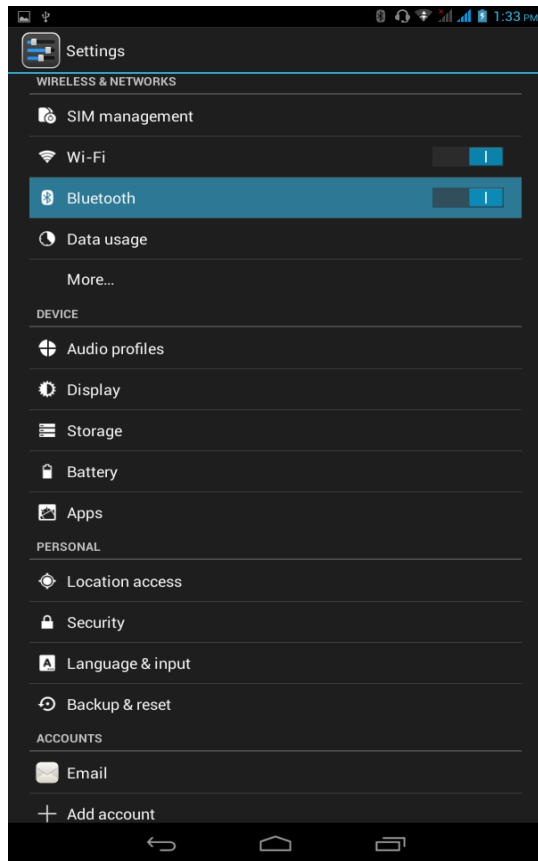 1:33 PM
Settings
WIRELESS & NETWORKS
SIM management
Wi-Fi
Bluetooth
Data usage
More...
DEVICE
Audio profiles
Display
Storage
Battery
Apps
PERSONAL
Location access
Security
Language & input
Backup & reset
ACCOUNTS
Email
Add account